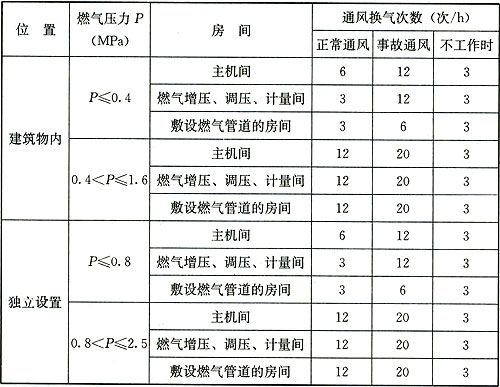 位置 燃气压力P(MPa) 房间 通风换气次数（次/h）
正常通风 事故通风 不工作时
建筑物内 P≤0.4 主机间 6 12 3
燃气增压、调压、计量间 3 12 3
敷设燃气管道的房间 3 6 3
0.4<P≤1.6 主机间 12 20 3
燃气增压、调压、计量间 12 20 3
敷设燃气管道的房间 12 20 3
独立设置 P≤0.8 主机间 6 12 3
燃气增压、调压、计量间 3 12 3
敷设燃气管道的房间 3 6 3
0.8<P≤2.5 主机间 12 20 3
燃气增压、调压、计量间 12 20 3
敷设燃气管道的房间 12 20 3